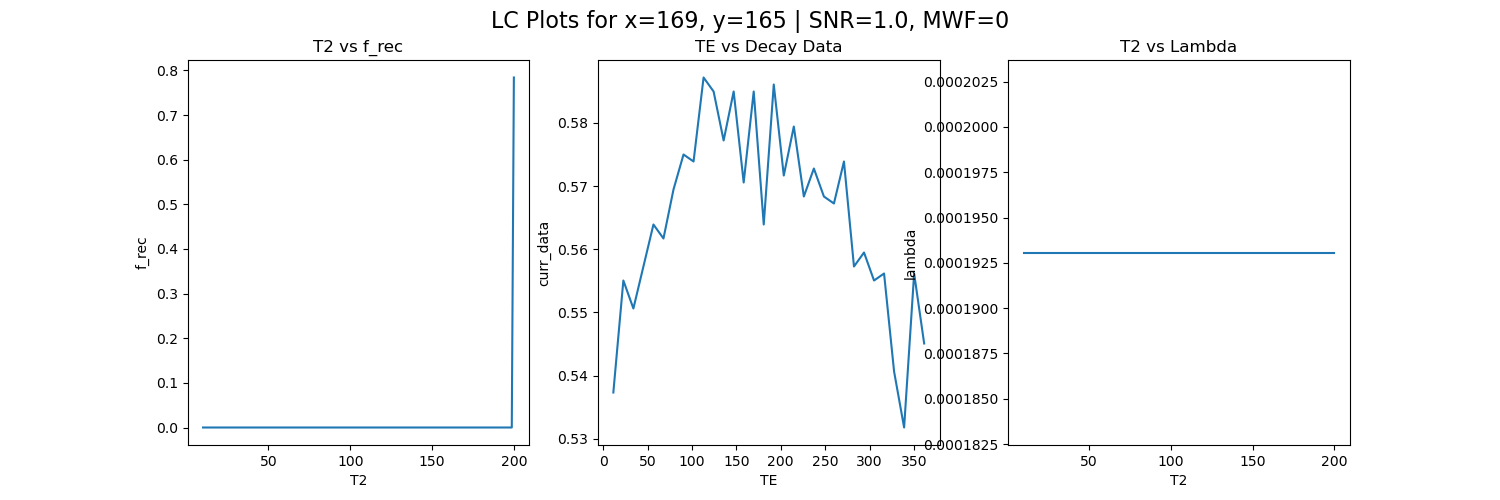 LC Plots for x=169, y=165 | SNR=1.0, MWF=0
T2 vs f_rec
0.8
0.7
0.6
0.5
0.4
0.3
0.2
0.1
0.0
f_rec
50 100 150 200
T2
TE vs Decay Data
0.58
0.57
0.56
0.55
0.54
0.53
curr_data
0 50 100 150 200 250 300 350
TE
T2 vs Lambda
0.0002025
0.0002000
0.0001975
0.0001950
0.0001925
0.0001900
0.0001875
0.0001850
0.0001825
lambda
50 100 150 200
T2